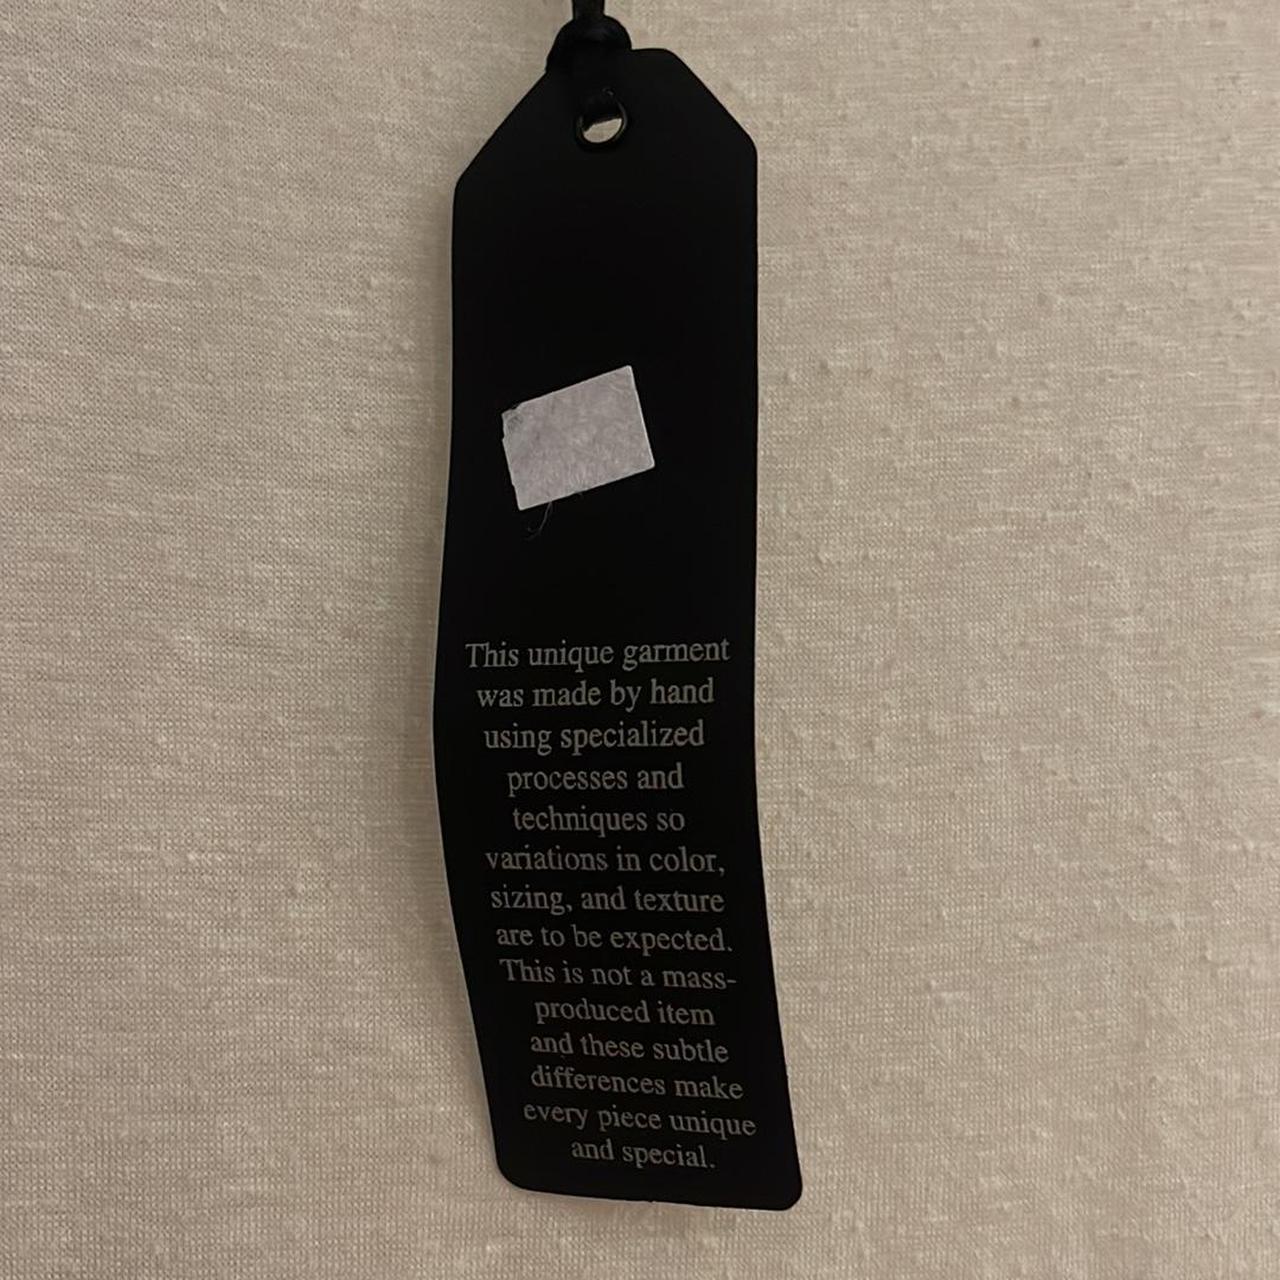 This unique garment
was made by hand
using specialized
processes and
techniques so
variations in color,
sizing, and texture
are to be expected.
This is not a mass-
produced item
and these subtle
differences make
every piece unique
and special.